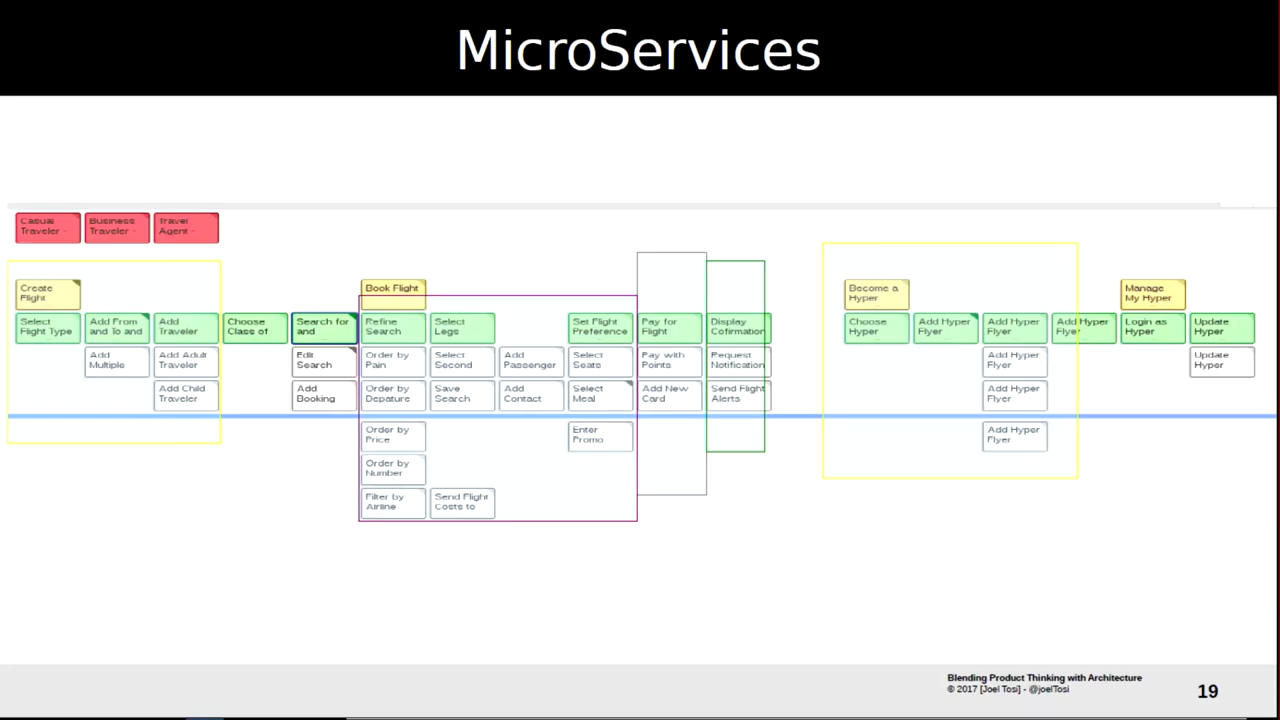 MicroServices
Casual
Traveler -
Business
Traveler -
Travel
Agent -
Create
Flight
Book Flight
Become a
Hyper
Manage
My Hyper
Select
Flight Type
Add From
and To and
Add
Traveler
Choose
Class of
Search for
and
Refine
Search
Select
Legs
Set Flight
Preference
Pay for
Flight
Display
Cofirmation
Choose
Hyper
Add Hyper
Flyer
Add Hyper
Flyer
Add Hyper
Flyer
Login as
Hyper
Update
Hyper
Add
Multiple
Add Adult
Traveler
Edit
Search
Order by
Pain
Select
Second
Add
Passenger
Select
Seats
Pay with
Points
Request
Notification
Add Hyper
Flyer
Update
Hyper
Add Child
Traveler
Add
Booking
Order by
Depature
Save
Search
Add
Contact
Select
Meal
Add New
Card
Send Flight
Alerts
Add Hyper
Flyer
Order by
Price
Enter
Promo
Add Hyper
Flyer
Order by
Number
Filter by
Airline
Send Flight
Costs to
Blending Product Thinking with Architecture
© 2017 [Joel Tosi] - @joelTosi
19